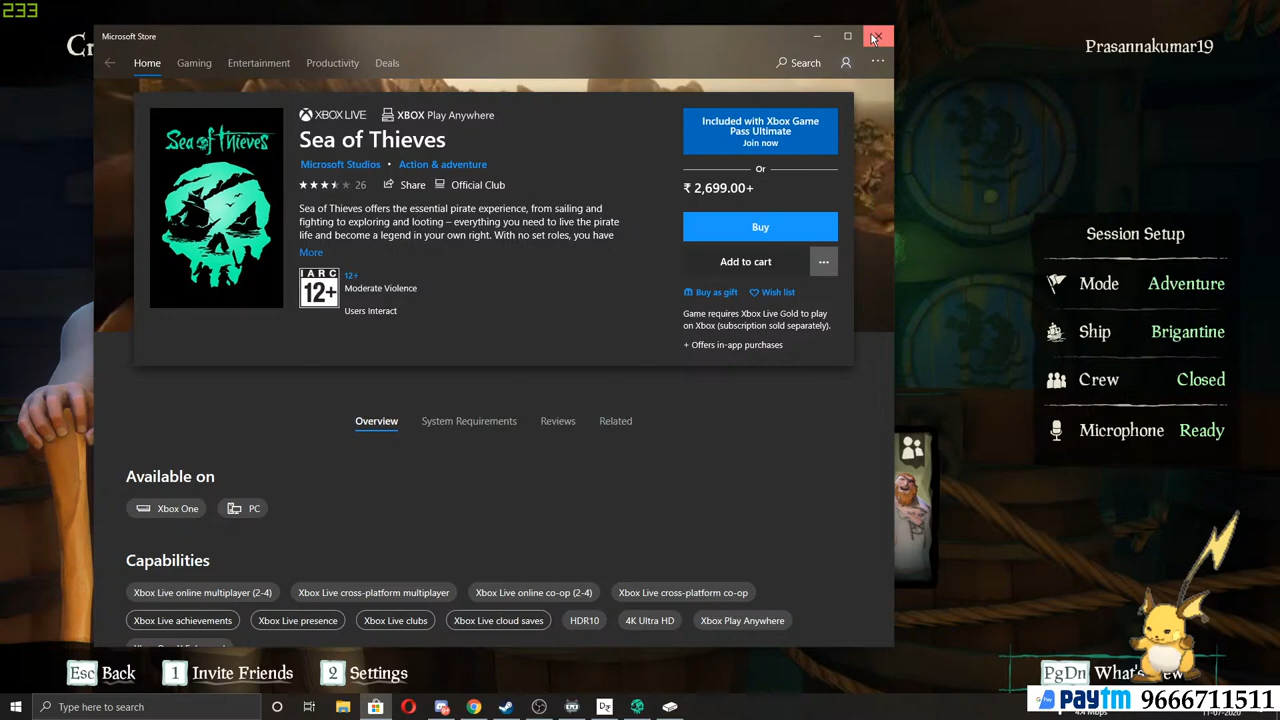 233
Microsoft Store
Prasannakumar19
Home
Gaming
Entertainment
Productivity
Deals
Search
XBOX LIVE
XBOX Play Anywhere
Sea of Thieves
Sea of Thieves
Microsoft Studios • Action & adventure
26
Share
Official Club
Sea of Thieves offers the essential pirate experience, from sailing and
fighting to exploring and looting – everything you need to live the pirate
life and become a legend in your own right. With no set roles, you have
More
IARC
12+
12+
Moderate Violence
Users Interact
Included with Xbox Game
Pass Ultimate
Join now
Or
₹ 2,699.00+
Buy
Add to cart
Buy as gift
Wish list
Game requires Xbox Live Gold to play
on Xbox (subscription sold separately).
+ Offers in-app purchases
Session Setup
Mode Adventure
Ship Brigantine
Crew Closed
Microphone Ready
Overview
System Requirements
Reviews
Related
Available on
Xbox One
PC
Capabilities
Xbox Live online multiplayer (2-4)
Xbox Live cross-platform multiplayer
Xbox Live online co-op (2-4)
Xbox Live cross-platform co-op
Xbox Live achievements
Xbox Live presence
Xbox Live clubs
Xbox Live cloud saves
HDR10
4K Ultra HD
Xbox Play Anywhere
Esc Back
1 Invite Friends
2 Settings
PgDn What's New
Type here to search
G Pay paytm 9666711511